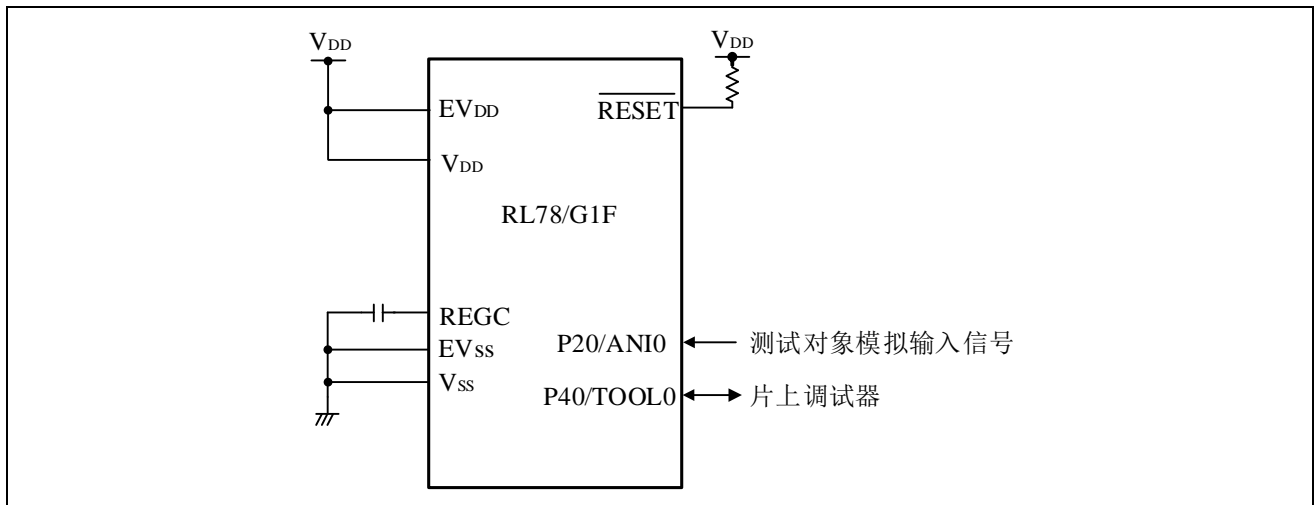 VDD
VDD
EVDD
RESET
VDD
RL78/G1F
REGC
P20/ANI0
测试对象模拟输入信号
EVSS
VSS
P40/TOOL0
片上调试器